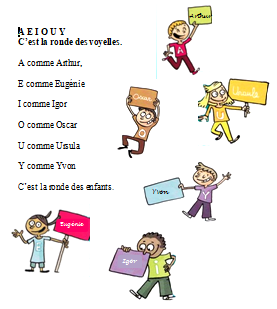 A E I O U Y
C'est la ronde des voyelles.
A comme Arthur,
E comme Eugénie
I comme Igor
O comme Oscar
U comme Ursula
Y comme Yvon
C'est la ronde des enfants.
Arthur
A
Oscar
O
Ursule
U
Yvon
Y
Eugénie
E
Igor
i